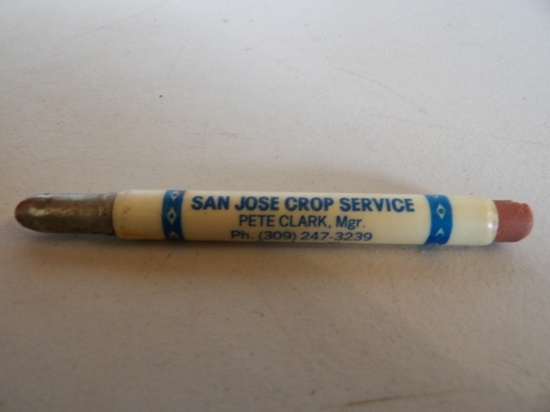 SAN JOSE CROP SERVICE
PETE CLARK, Mgr.
Ph. (309) 247-3239